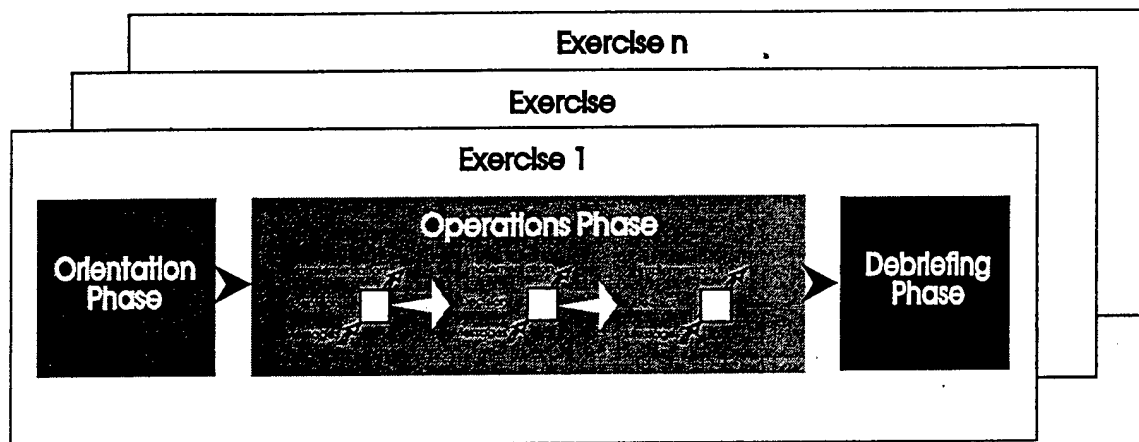 Exercise n
Exercise
Exercise 1
Operations Phase
Orientation
Phase
Debriefing
Phase